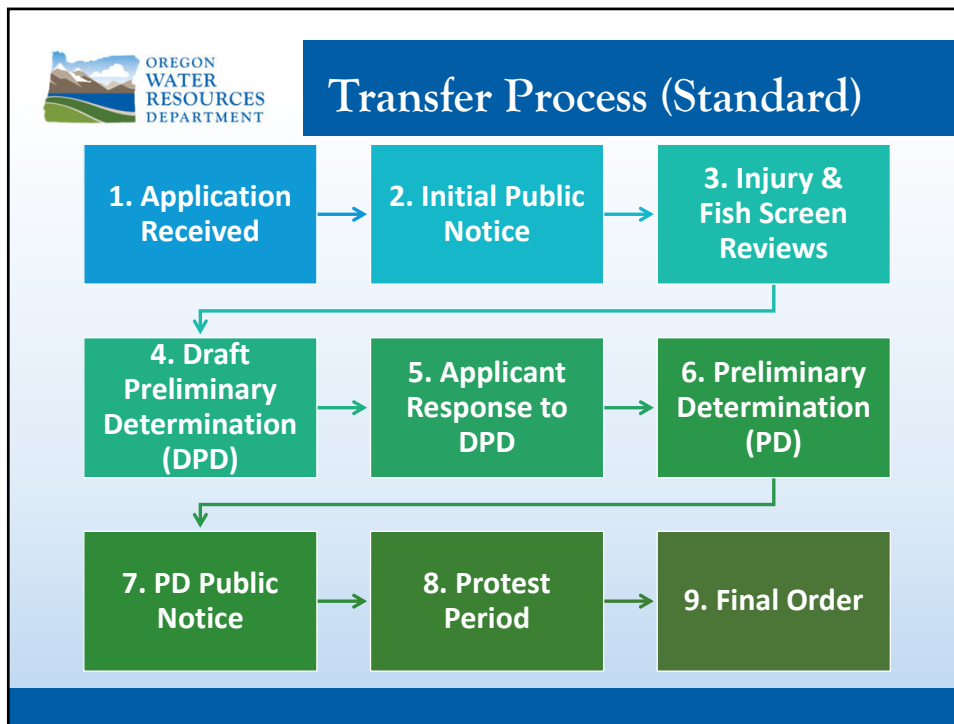 OREGON
WATER
RESOURCES
DEPARTMENT
Transfer Process (Standard)
1. Application
Received
2. Initial Public
Notice
3. Injury &
Fish Screen
Reviews
4. Draft
Preliminary
Determination
(DPD)
5. Applicant
Response to
DPD
6. Preliminary
Determination
(PD)
7. PD Public
Notice
8. Protest
Period
9. Final Order